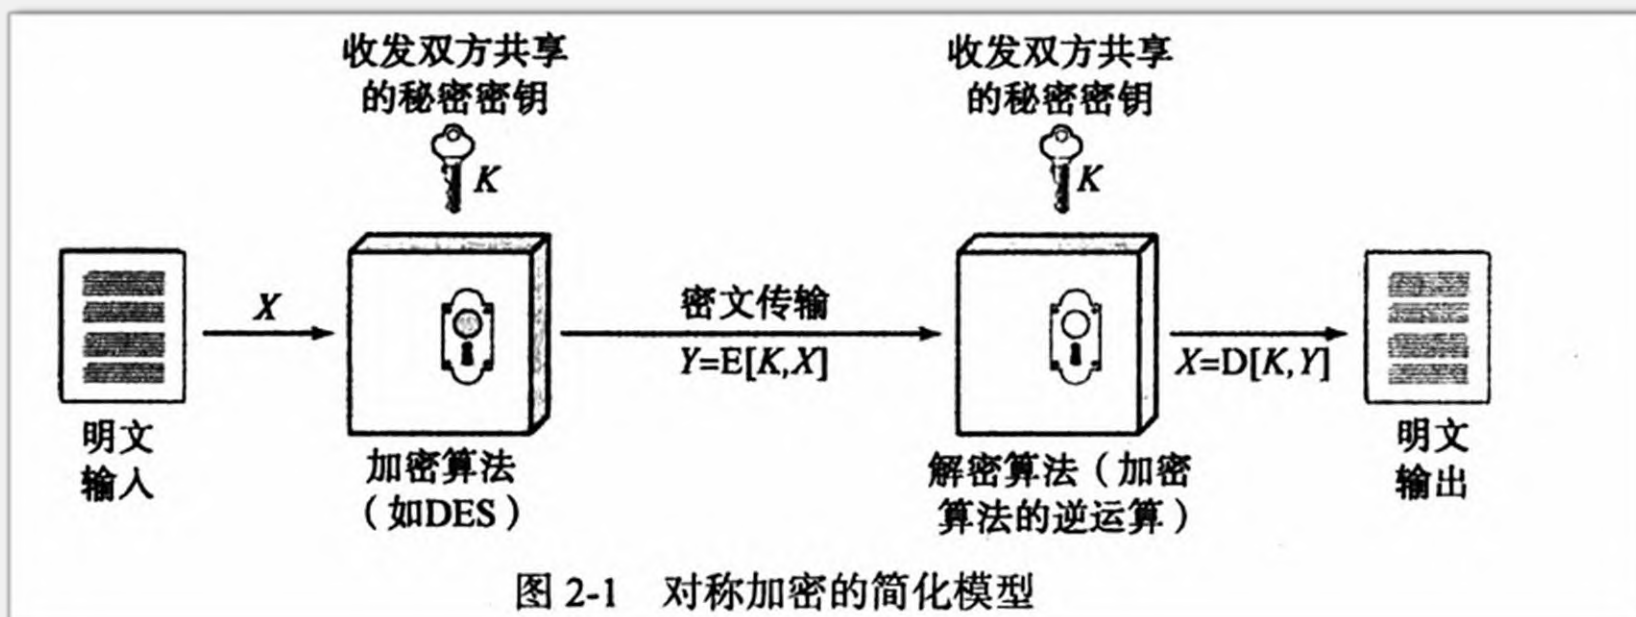 收发双方共享
的秘密密钥
K
收发双方共享
的秘密密钥
K
X
密文传输
Y=E[K,X]
X=D[K,Y]
明文
输入
加密算法
（如DES）
解密算法（加密
算法的逆运算）
明文
输出
图 2-1 对称加密的简化模型